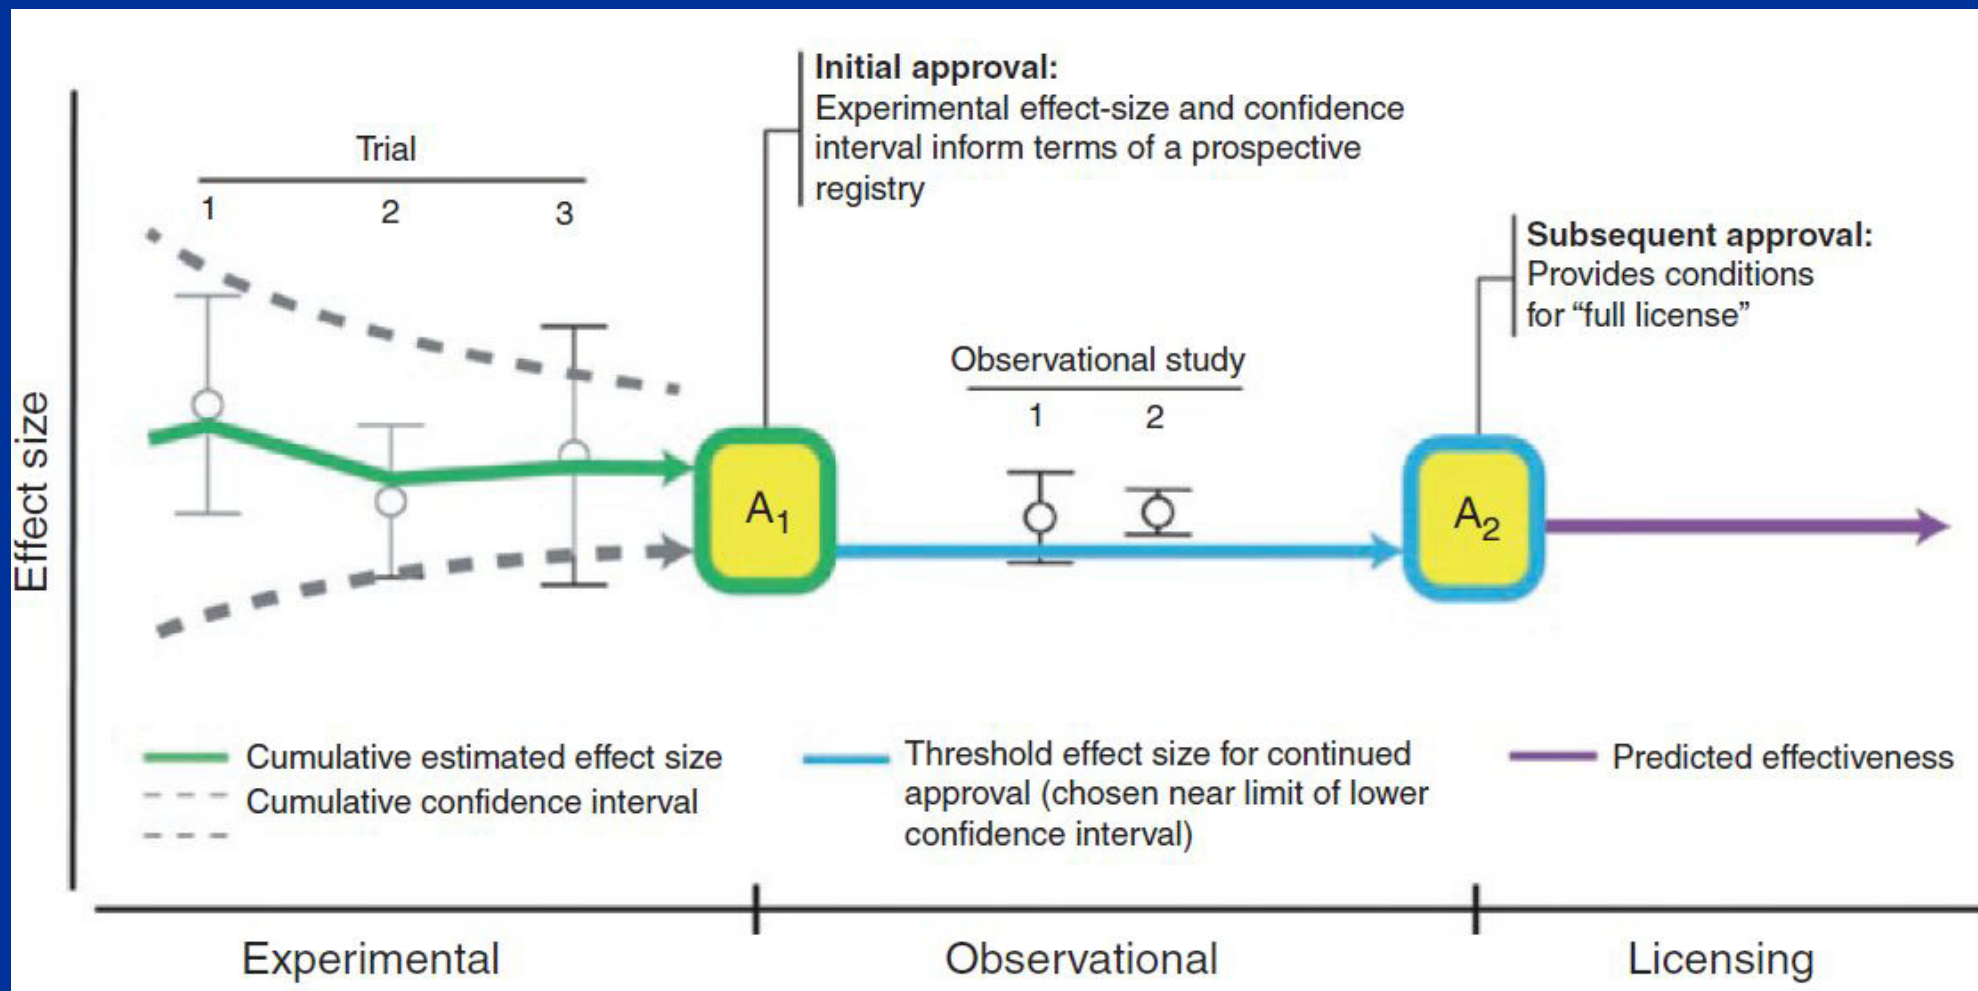 Initial approval:
Experimental effect-size and confidence
interval inform terms of a prospective
registry
Trial
1 2 3
Subsequent approval:
Provides conditions
for “full license”
Observational study
1 2
Effect size
A1
A2
Cumulative estimated effect size
Cumulative confidence interval
Threshold effect size for continued
approval (chosen near limit of lower
confidence interval)
Predicted effectiveness
Experimental
Observational
Licensing